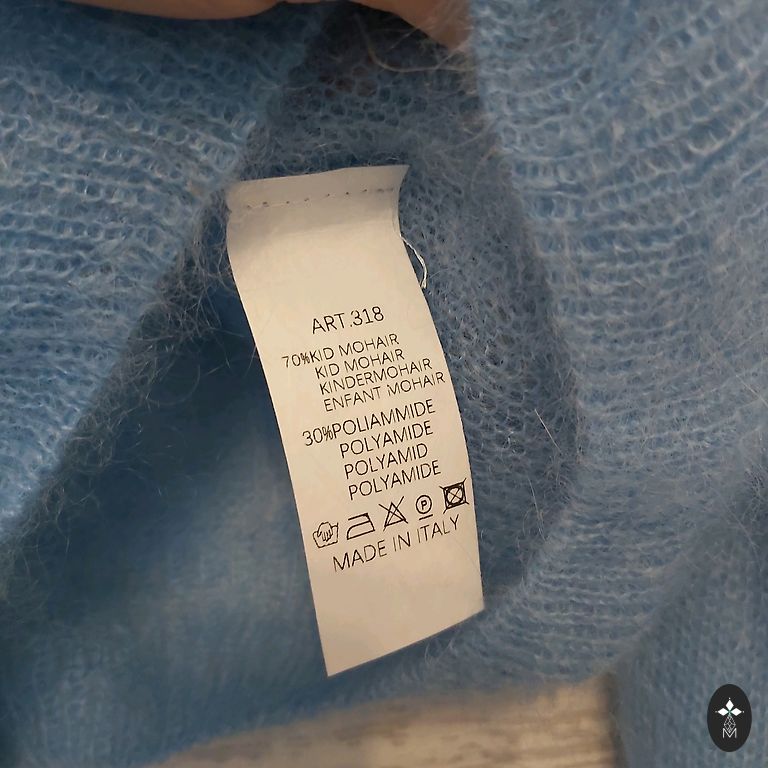 ART.318
70%KID MOHAIR
KID MOHAIR
KINDERMOHAIR
ENFANT MOHAIR
30%POLIAMMIDE
POLYAMIDE
POLYAMID
POLYAMIDE
P
MADE IN ITALY
M